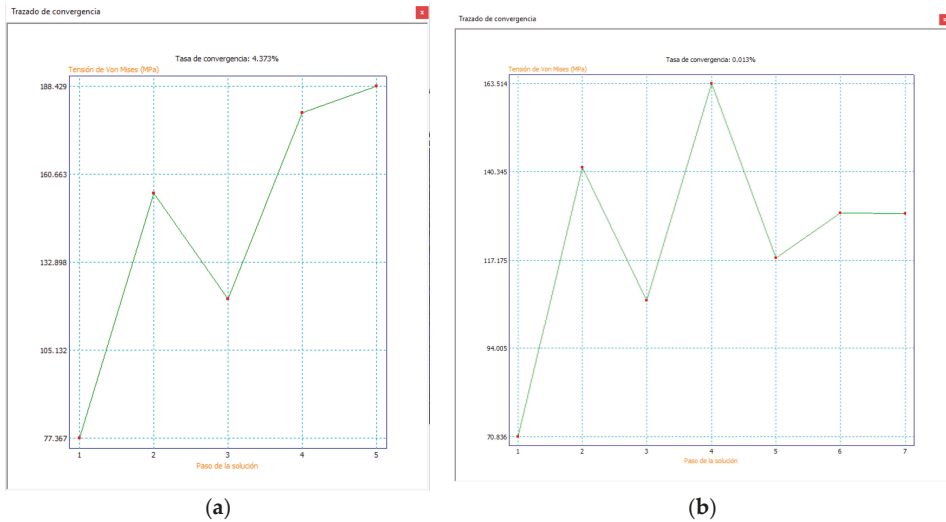 Trazado de convergencia
x
Tasa de convergencia: 4.373%
Tensión de Von Mises (MPa)
188.429
160.663
132.898
105.132
77.367
1 2 3 4 5
Paso de la solución
(a)
Trazado de convergencia
x
Tasa de convergencia: 0.013%
Tensión de Von Mises (MPa)
163.514
140.345
117.175
94.005
70.836
1 2 3 4 5 6 7
Paso de la solución
(b)